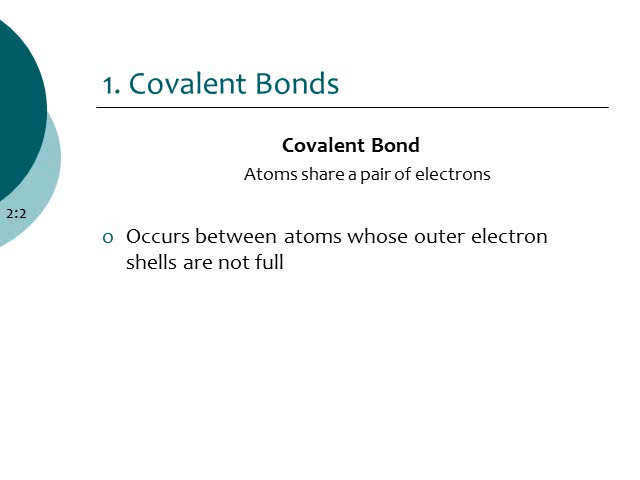 1. Covalent Bonds
Covalent Bond
Atoms share a pair of electrons
2:2
o Occurs between atoms whose outer electron
shells are not full